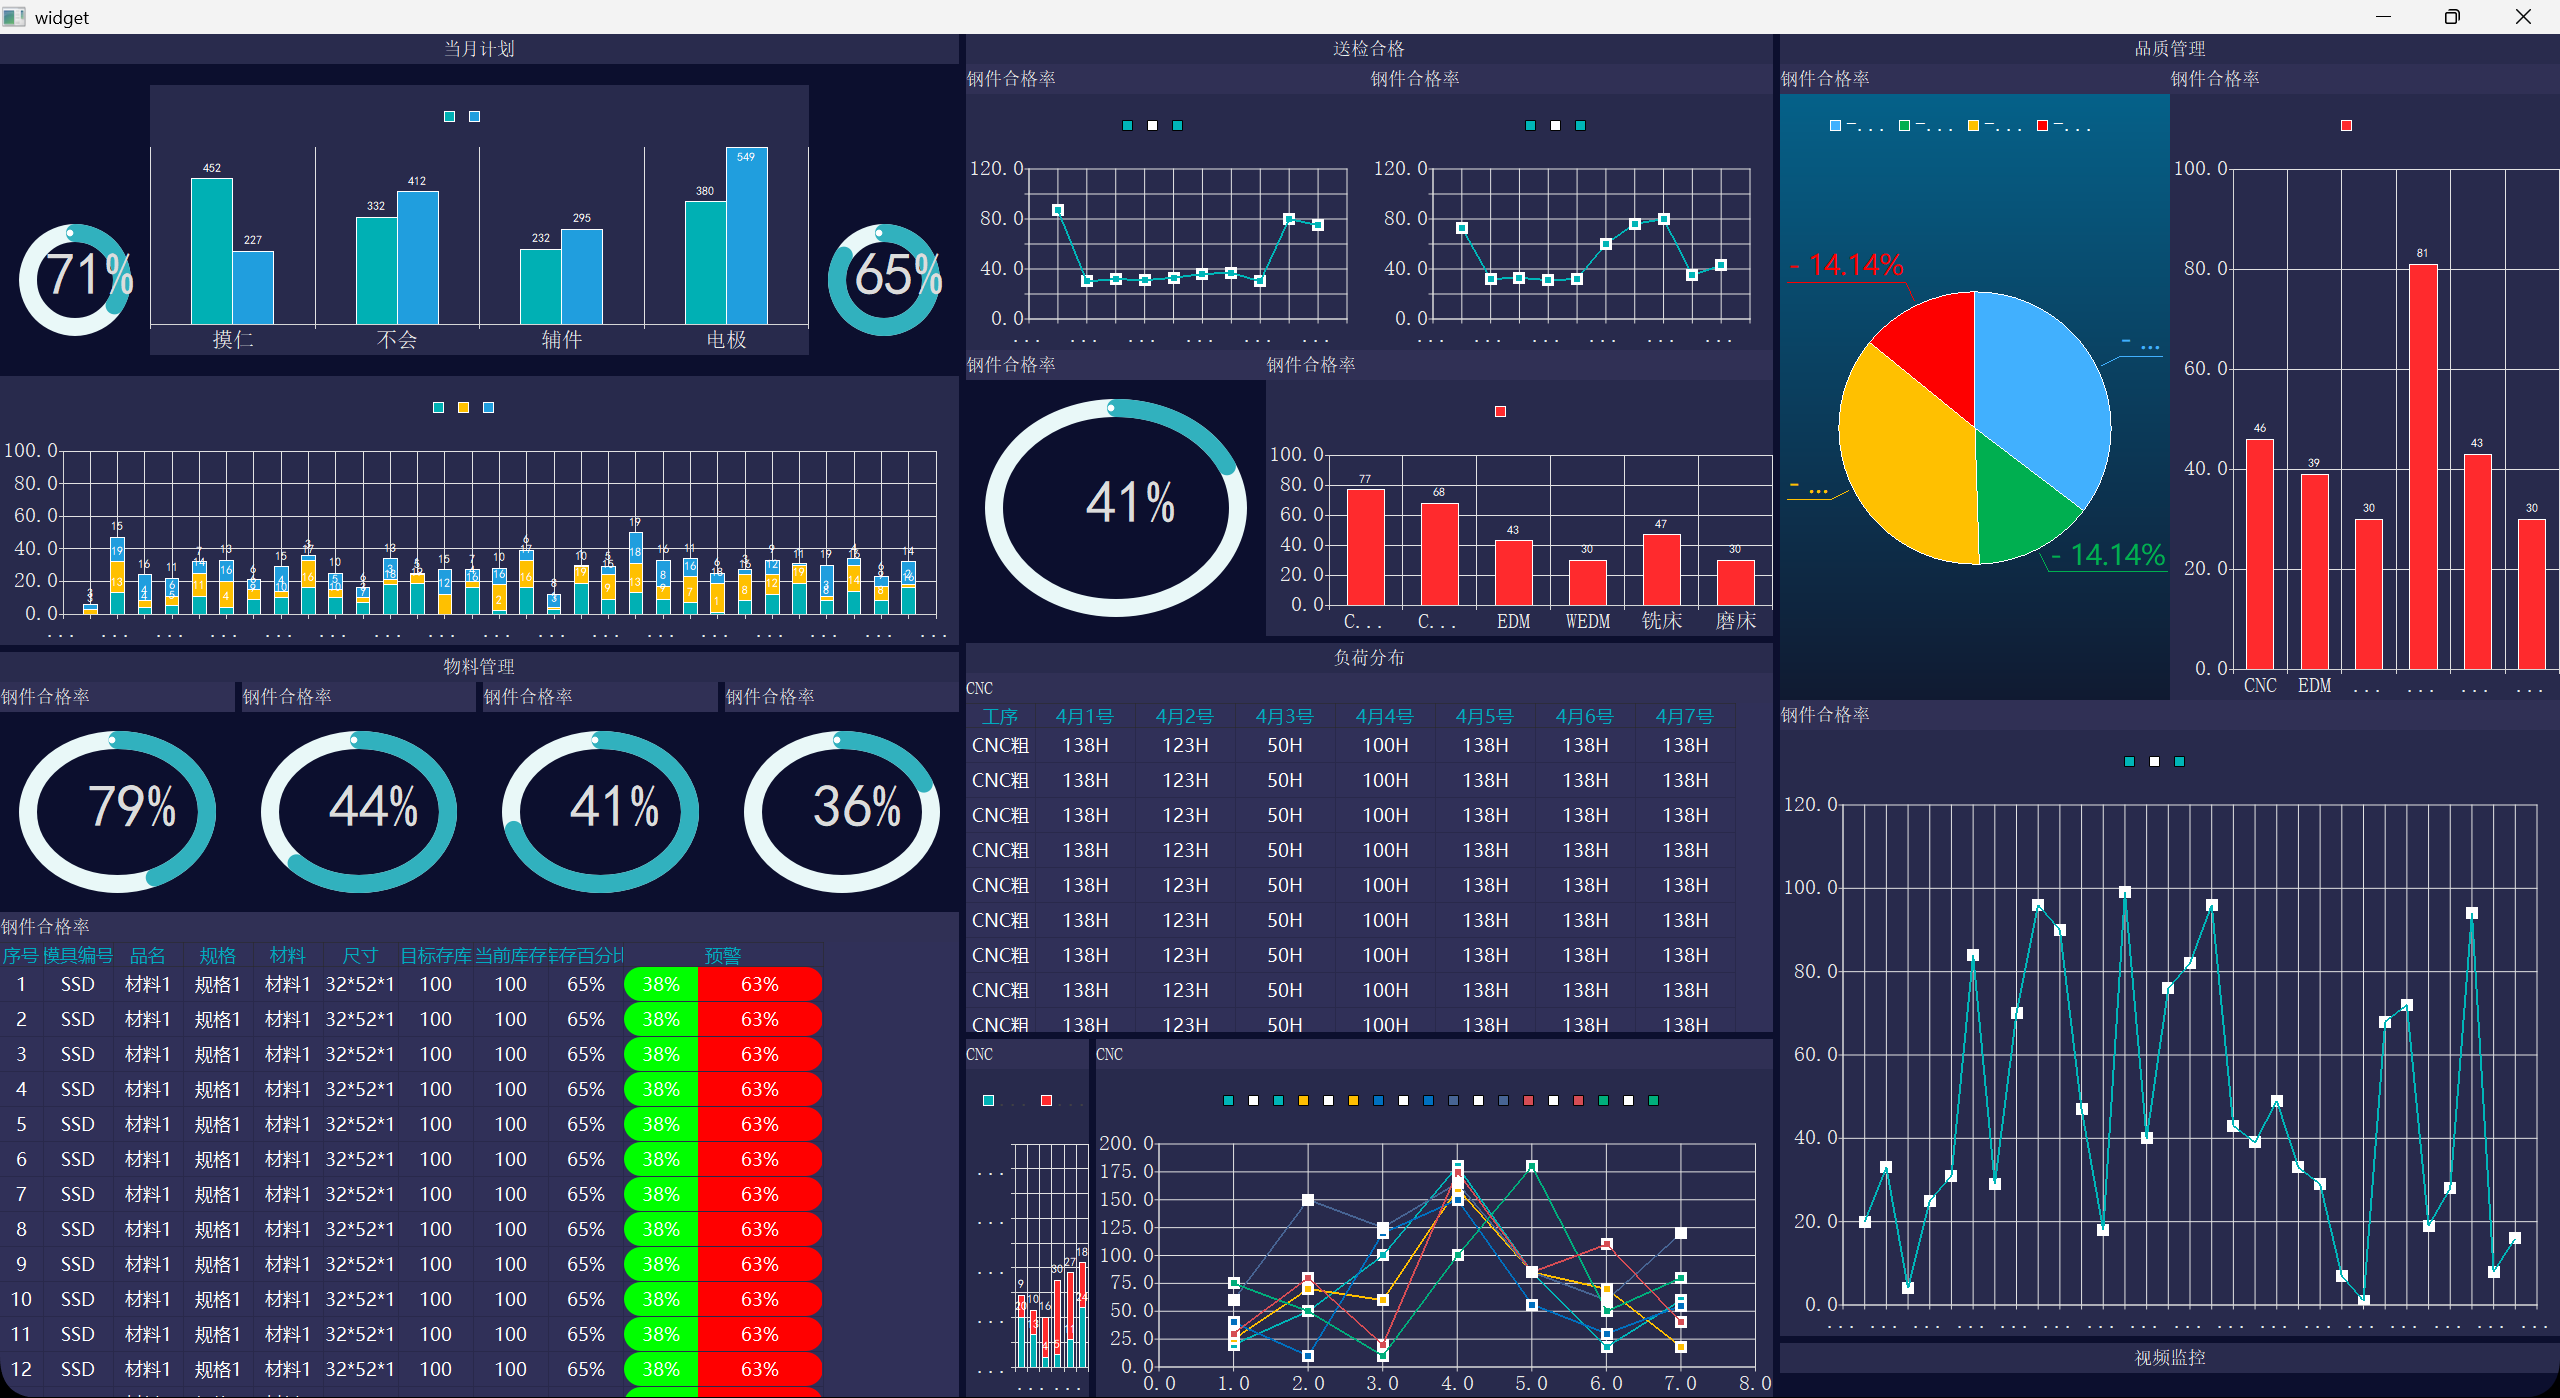 widget
当月计划
452
227
332
412
232
295
380
549
摸仁
不会
辅件
电极
71%
65%
100.0
80.0
60.0
40.0
20.0
0.0
物料管理
钢件合格率
钢件合格率
钢件合格率
钢件合格率
79%
44%
41%
36%
钢件合格率
序号 模具编号 品名 规格 材料 尺寸 目标存库 当前库存 存百分比 预警
1 SSD 材料1 规格1 材料1 32*52*1 100 100 65% 38% 63%
2 SSD 材料1 规格1 材料1 32*52*1 100 100 65% 38% 63%
3 SSD 材料1 规格1 材料1 32*52*1 100 100 65% 38% 63%
4 SSD 材料1 规格1 材料1 32*52*1 100 100 65% 38% 63%
5 SSD 材料1 规格1 材料1 32*52*1 100 100 65% 38% 63%
6 SSD 材料1 规格1 材料1 32*52*1 100 100 65% 38% 63%
7 SSD 材料1 规格1 材料1 32*52*1 100 100 65% 38% 63%
8 SSD 材料1 规格1 材料1 32*52*1 100 100 65% 38% 63%
9 SSD 材料1 规格1 材料1 32*52*1 100 100 65% 38% 63%
10 SSD 材料1 规格1 材料1 32*52*1 100 100 65% 38% 63%
11 SSD 材料1 规格1 材料1 32*52*1 100 100 65% 38% 63%
12 SSD 材料1 规格1 材料1 32*52*1 100 100 65% 38% 63%
送检合格
钢件合格率
钢件合格率
120.0
80.0
40.0
0.0
120.0
80.0
40.0
0.0
钢件合格率
钢件合格率
41%
100.0
80.0
60.0
40.0
20.0
0.0
77
68
43
30
47
30
C...
C...
EDM
WEDM
铣床
磨床
负荷分布
CNC
工序 4月1号 4月2号 4月3号 4月4号 4月5号 4月6号 4月7号
CNC粗 138H 123H 50H 100H 138H 138H 138H
CNC粗 138H 123H 50H 100H 138H 138H 138H
CNC粗 138H 123H 50H 100H 138H 138H 138H
CNC粗 138H 123H 50H 100H 138H 138H 138H
CNC粗 138H 123H 50H 100H 138H 138H 138H
CNC粗 138H 123H 50H 100H 138H 138H 138H
CNC粗 138H 123H 50H 100H 138H 138H 138H
CNC粗 138H 123H 50H 100H 138H 138H 138H
CNC粗 138H 123H 50H 100H 138H 138H 138H
CNC
CNC
200.0
175.0
150.0
125.0
100.0
75.0
50.0
25.0
0.0
0.0 1.0 2.0 3.0 4.0 5.0 6.0 7.0 8.0
品质管理
钢件合格率
钢件合格率
- 14.14%
- ...
- ...
- 14.14%
100.0
80.0
60.0
40.0
20.0
0.0
46
39
30
81
43
30
CNC
EDM
...
...
...
...
钢件合格率
120.0
100.0
80.0
60.0
40.0
20.0
0.0
视频监控